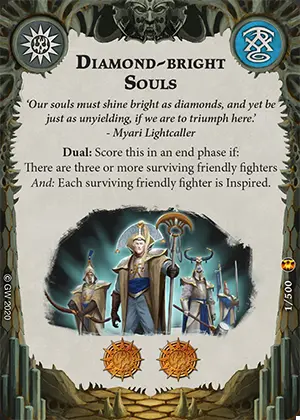 Diamond-bright
Souls
'Our souls must shine bright as diamonds, and yet be
just as unyielding, if we are to triumph here.'
- Myari Lightcaller
Dual: Score this in an end phase if:
There are three or more surviving friendly fighters
And: Each surviving friendly fighter is Inspired.
© GW 2020
1/500